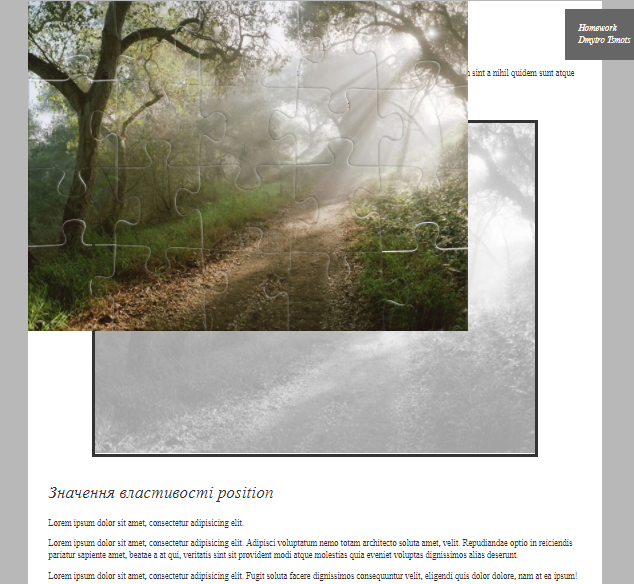 Homework
Dmytro Tsmots
sint a nihil quidem sunt atque
Значення властивості position
Lorem ipsum dolor sit amet, consectetur adipisicing elit.
Lorem ipsum dolor sit amet, consectetur adipisicing elit. Adipisci voluptatum nemo totam architecto soluta amet, velit. Repudiandae optio in reiciendis
pariatur sapiente amet, beatae a at qui, veritatis sint sit provident modi atque molestias quia eveniet voluptas dignissimos alias deserunt.
Lorem ipsum dolor sit amet, consectetur adipisicing elit. Fugit soluta facere dignissimos consequuntur velit, eligendi quis dolor dolore, nam at ea ipsum!